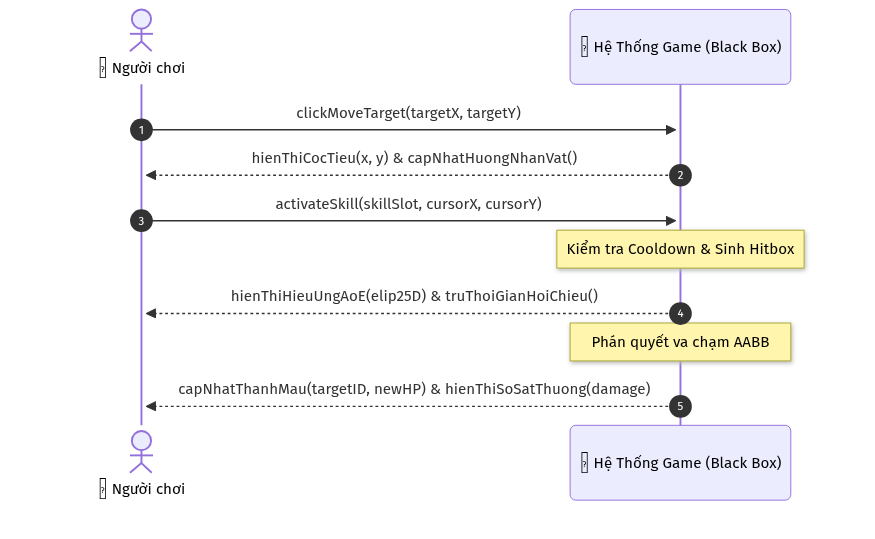 Người chơi
Hệ Thống Game (Black Box)
clickMoveTarget(targetX, targetY)
1
hienThiCocTieu(x, y) & capNhatHuongNhanVat()
2
activateSkill(skillSlot, cursorX, cursorY)
3
Kiểm tra Cooldown & Sinh Hitbox
hienThiHieuUngAoE(elip25D) & truThoiGianHoiChieu()
4
Phán quyết va chạm AABB
capNhatThanhMau(targetID, newHP) & hienThiSoSatThuong(damage)
5
Người chơi
Hệ Thống Game (Black Box)